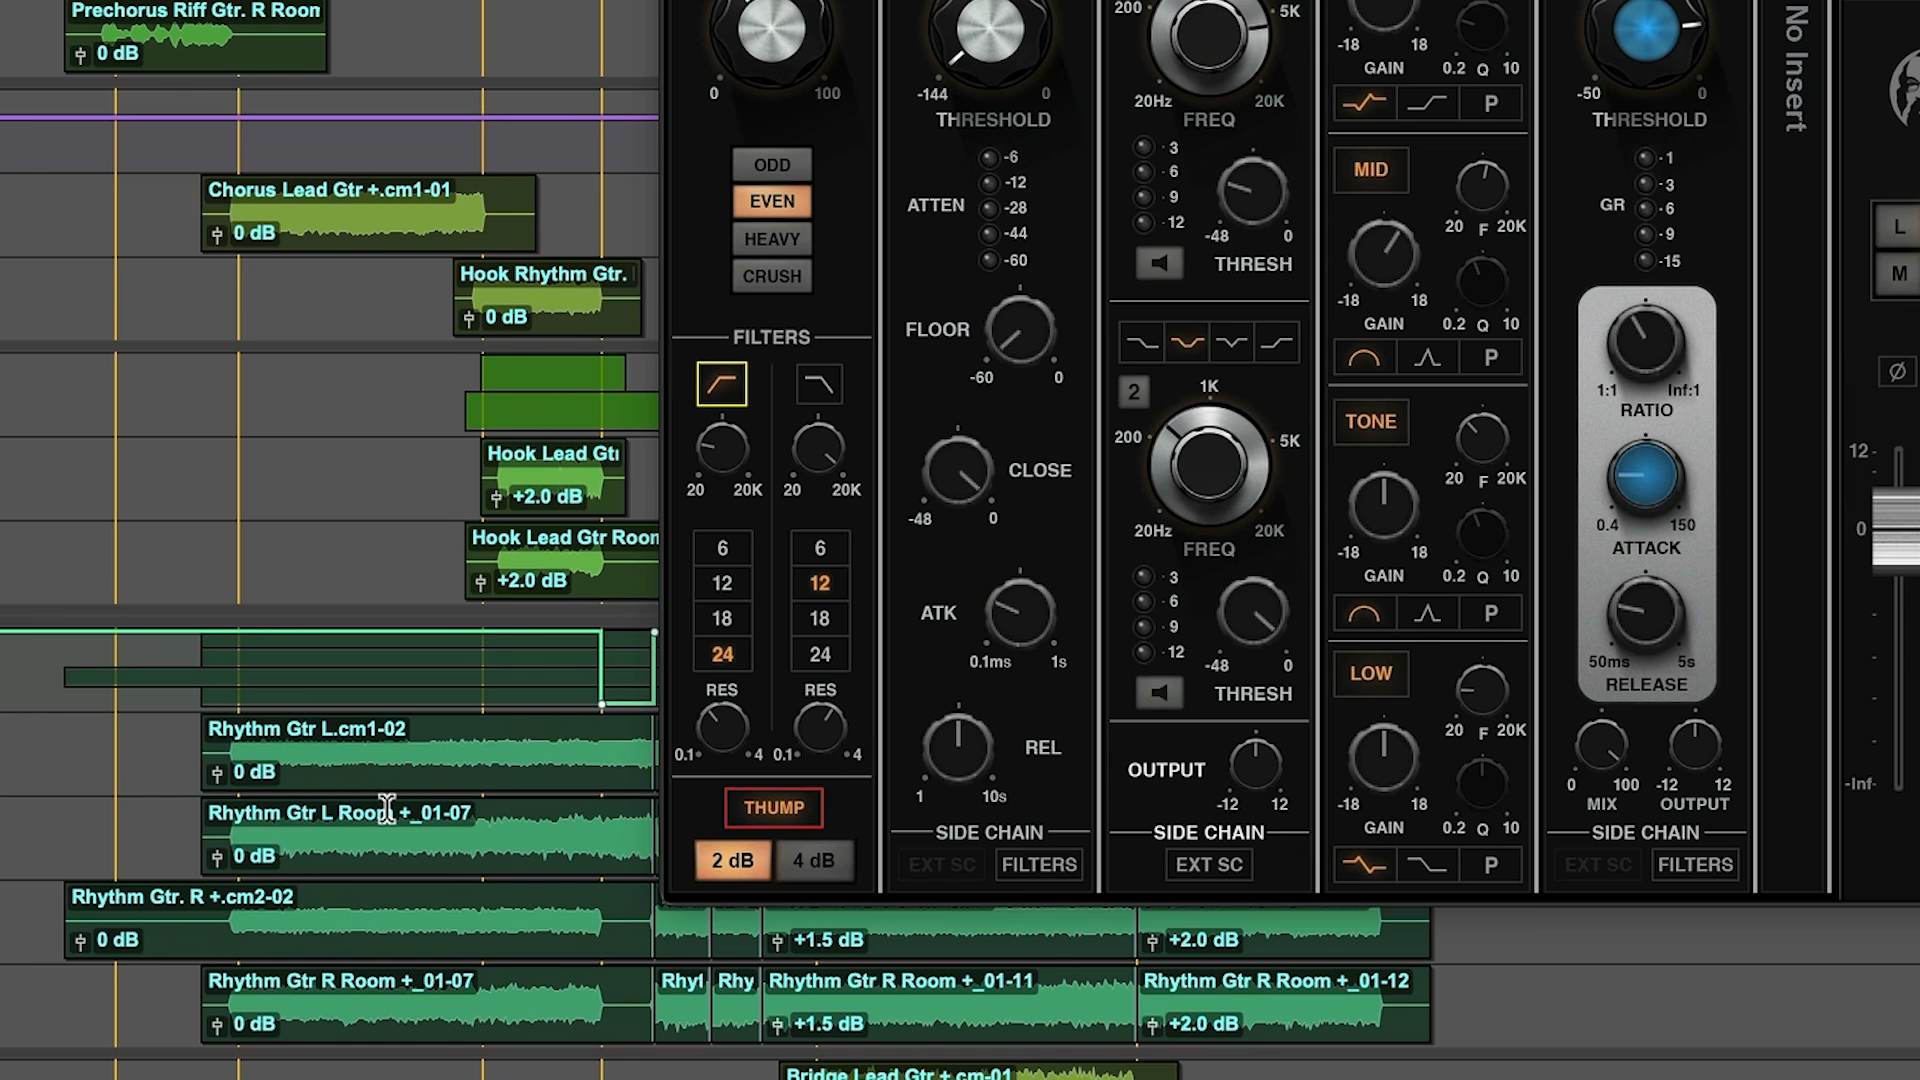 Prechorus Riff Gtr. R Room
0 dB
Chorus Lead Gtr +.cm1-01
0 dB
Hook Rhythm Gtr.
0 dB
Hook Lead Gtr
+2.0 dB
Hook Lead Gtr Room
+2.0 dB
Rhythm Gtr L.cm1-02
0 dB
Rhythm Gtr L Room +_01-07
0 dB
Rhythm Gtr. R +.cm2-02
0 dB
+1.5 dB
+2.0 dB
Rhythm Gtr R Room +_01-07
Rhyt
Rhy
Rhythm Gtr R Room +_01-11
Rhythm Gtr R Room +_01-12
0 dB
+1.5 dB
+2.0 dB
Bridge Lead Gtr +.cm-01
0 100
ODD
EVEN
HEAVY
CRUSH
FILTERS
20 20K 20 20K
6 6
12 12
18 18
24 24
RES RES
0.1 4 0.1 4
THUMP
2 dB 4 dB
-144 0
THRESHOLD
ATTEN
-6
-12
-28
-44
-60
FLOOR
-60 0
CLOSE
-48 0
ATK
0.1ms 1s
REL
1 10s
SIDE CHAIN
EXT SC FILTERS
200 5K
20Hz 20K
FREQ
3
6
9
12
-48 0
THRESH
2
1K
200 5K
20Hz 20K
FREQ
3
6
9
12
-48 0
THRESH
OUTPUT
-12 12
SIDE CHAIN
EXT SC
-18 18
GAIN 0.2 Q 10
P
MID
20 F 20K
-18 18
GAIN 0.2 Q 10
P
TONE
20 F 20K
-18 18
GAIN 0.2 Q 10
P
LOW
20 F 20K
-18 18
GAIN 0.2 Q 10
P
-50 0
THRESHOLD
GR
-1
-3
-6
-9
-15
1:1 Inf:1
RATIO
0.4 150
ATTACK
50ms 5s
RELEASE
0 100 -12 12
MIX OUTPUT
SIDE CHAIN
EXT SC FILTERS
No Insert
L
M
Ø
12
0
-Inf